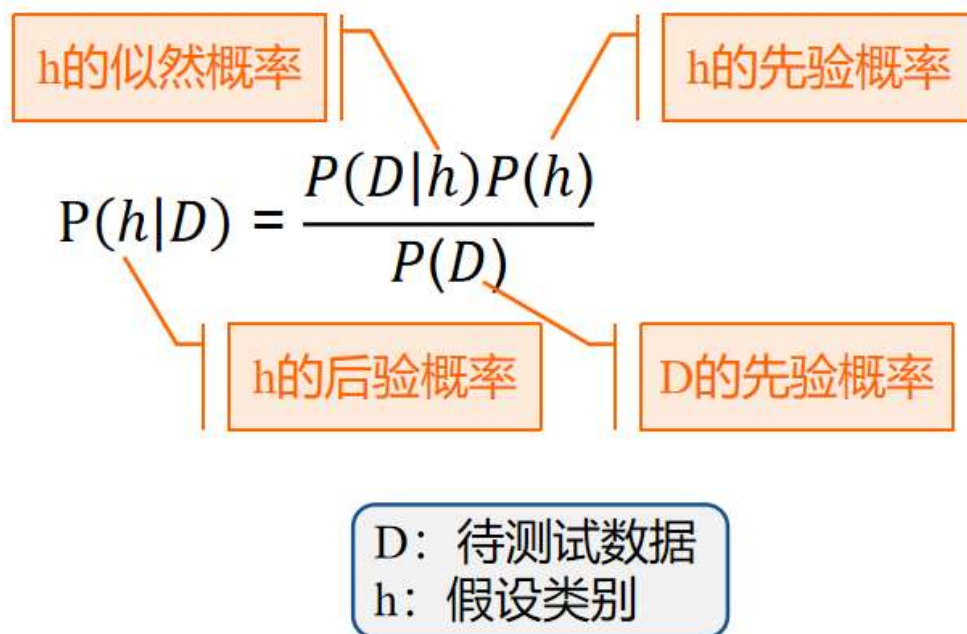 h的似然概率
h的先验概率
P(h|D) = P(D|h)P(h) / P(D)
h的后验概率
D的先验概率
D：待测试数据
h：假设类别